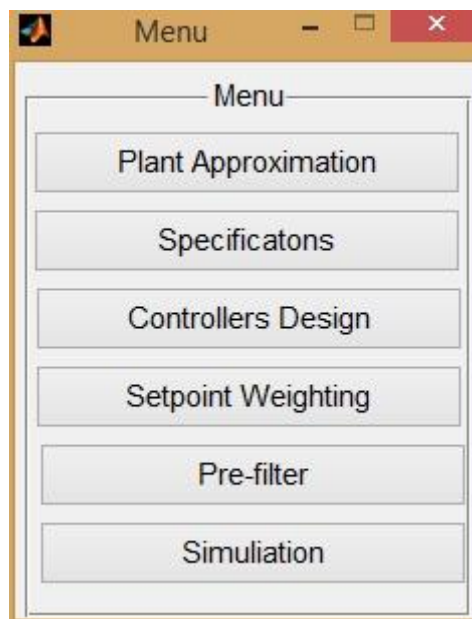 Menu
Menu
Plant Approximation
Specificatons
Controllers Design
Setpoint Weighting
Pre-filter
Simuliation